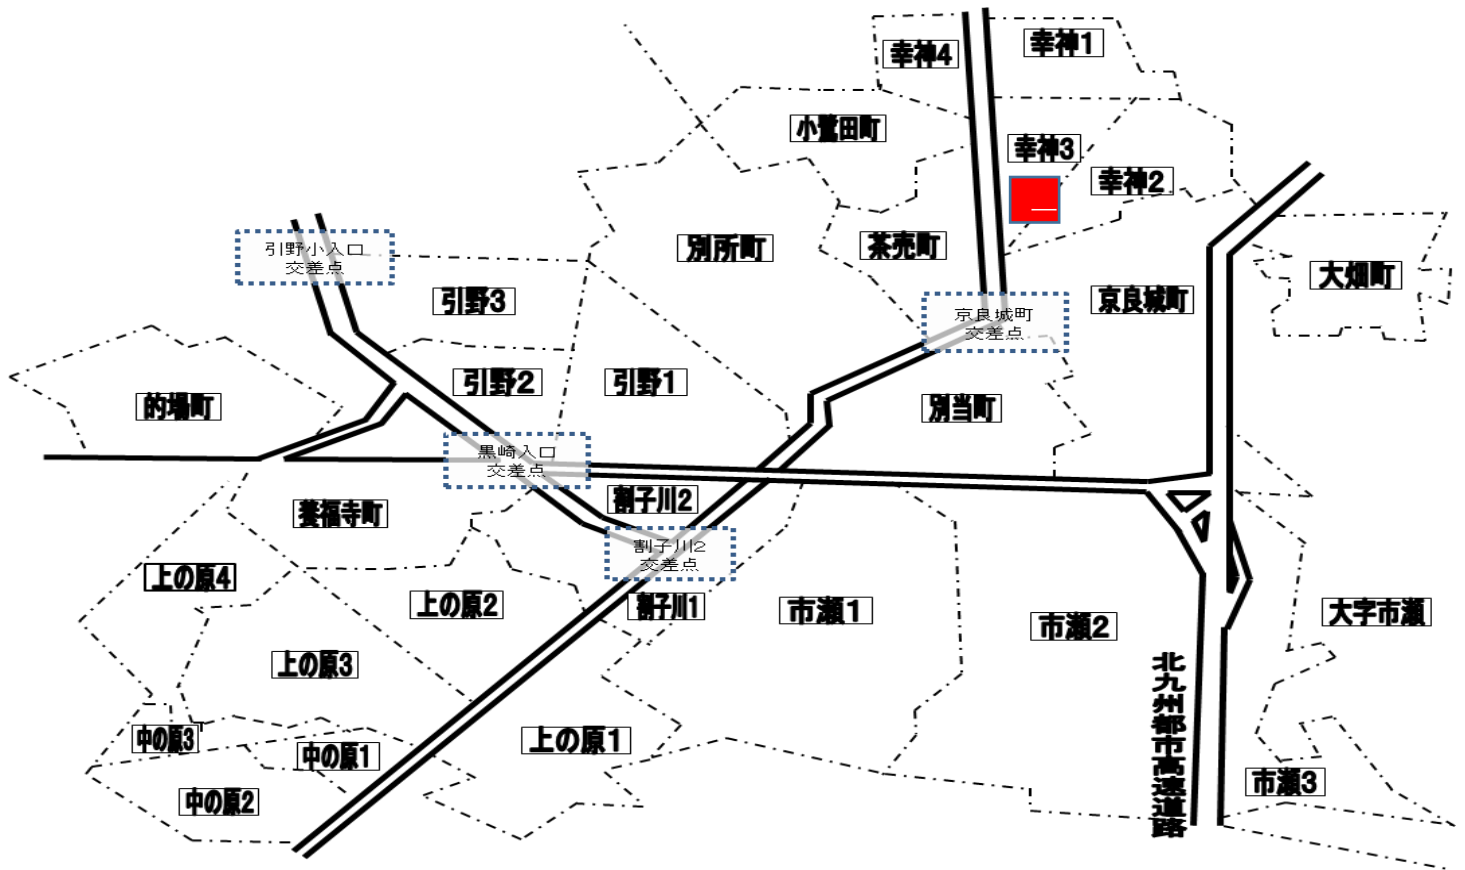 幸神4
幸神1
小鷺田町
幸神3
幸神2
引野小入口
交差点
別所町
茶売町
大畑町
引野3
京良城町
京良城町
交差点
引野2
引野1
的場町
別当町
黒崎入口
交差点
割子川2
養福寺町
割子川2
交差点
上の原4
上の原2
割子川1
市瀬1
市瀬2
大字市瀬
上の原3
北九州都市高速道路
中の原3
中の原1
上の原1
市瀬3
中の原2